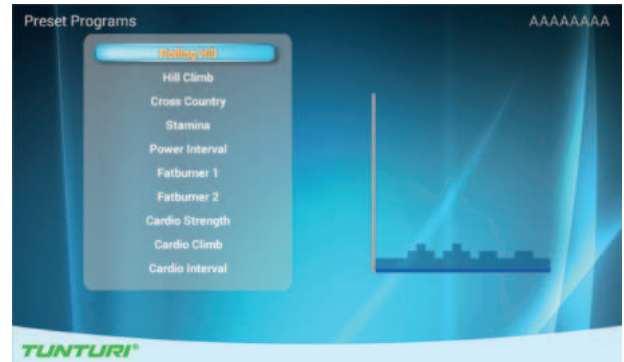 Preset Programs
AAAAAAAA
Rolling Hill
Hill Climb
Cross Country
Stamina
Power Interval
Fatburner 1
Fatburner 2
Cardio Strength
Cardio Climb
Cardio Interval
TUNTURI®